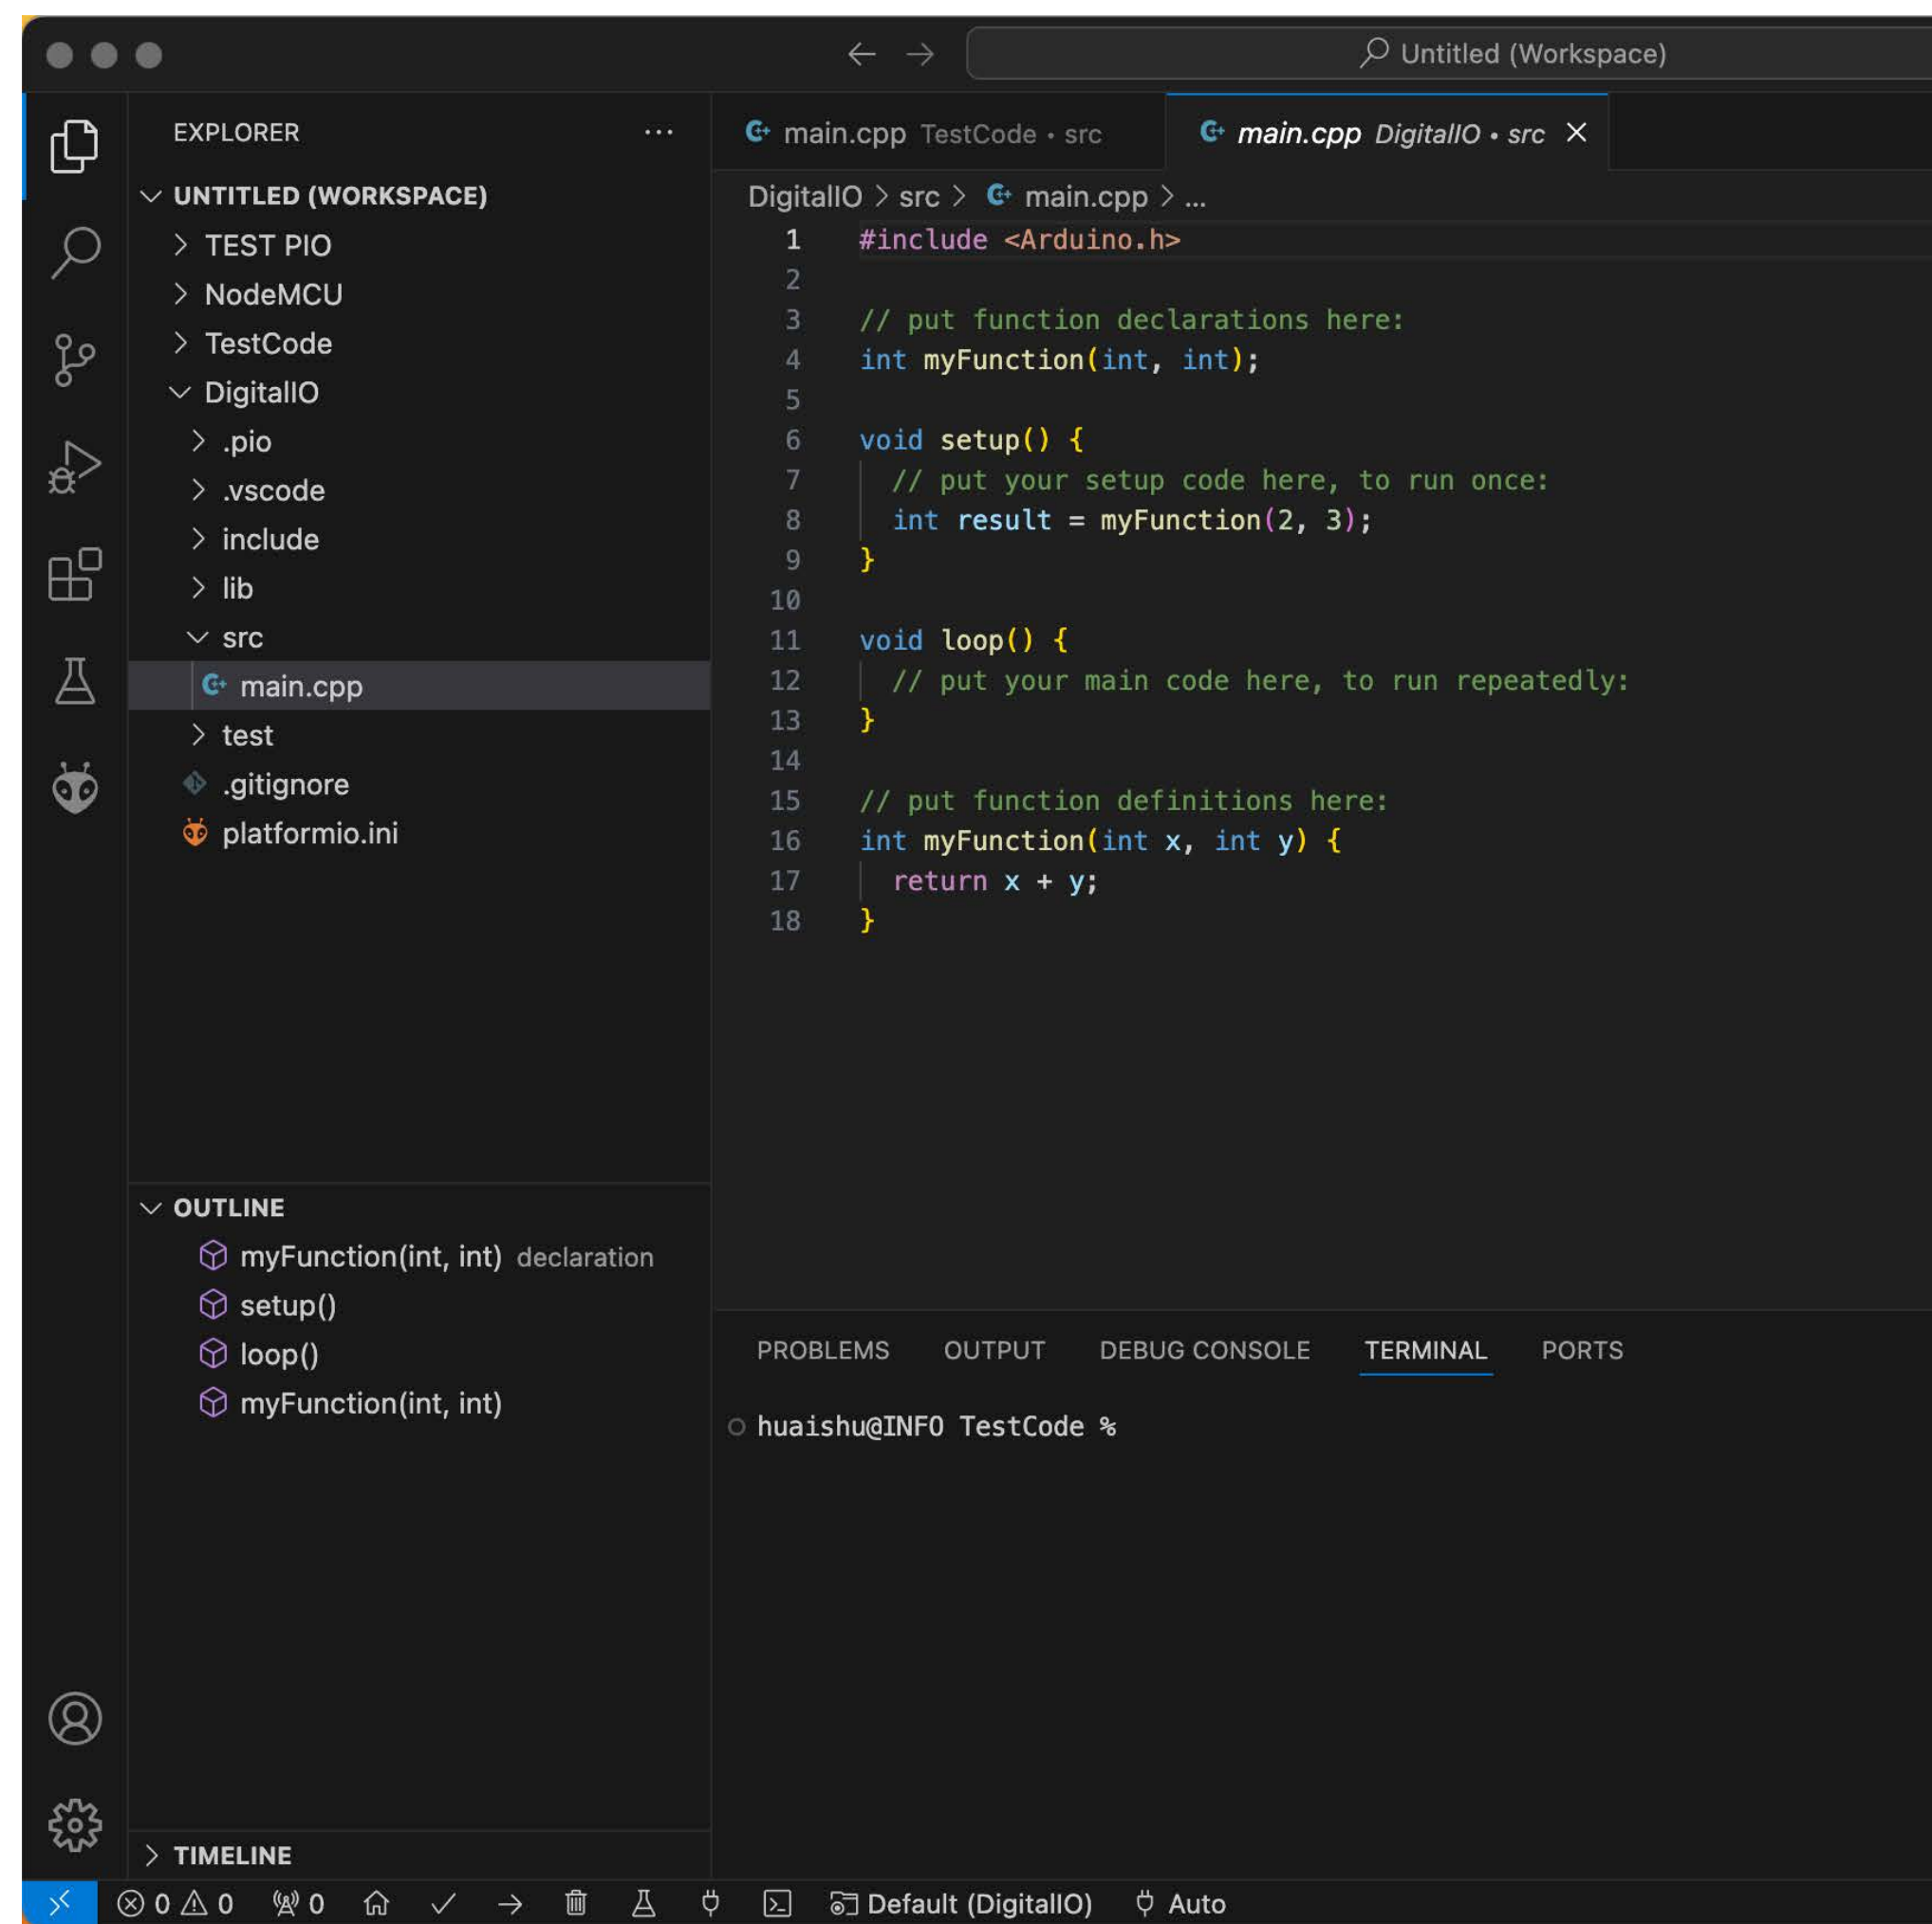 Untitled (Workspace)
EXPLORER ...
UNTITLED (WORKSPACE)
TEST PIO
NodeMCU
TestCode
DigitalIO
.pio
.vscode
include
lib
src
main.cpp
test
.gitignore
platformio.ini
OUTLINE
myFunction(int, int) declaration
setup()
loop()
myFunction(int, int)
TIMELINE
main.cpp TestCode • src
main.cpp DigitalIO • src
DigitalIO > src > main.cpp > ...
1 #include <Arduino.h>
2
3 // put function declarations here:
4 int myFunction(int, int);
5
6 void setup() {
7 // put your setup code here, to run once:
8 int result = myFunction(2, 3);
9 }
10
11 void loop() {
12 // put your main code here, to run repeatedly:
13 }
14
15 // put function definitions here:
16 int myFunction(int x, int y) {
17 return x + y;
18 }
PROBLEMS OUTPUT DEBUG CONSOLE TERMINAL PORTS
huaishu@INFO TestCode %
0 0 0 Default (DigitalIO) Auto